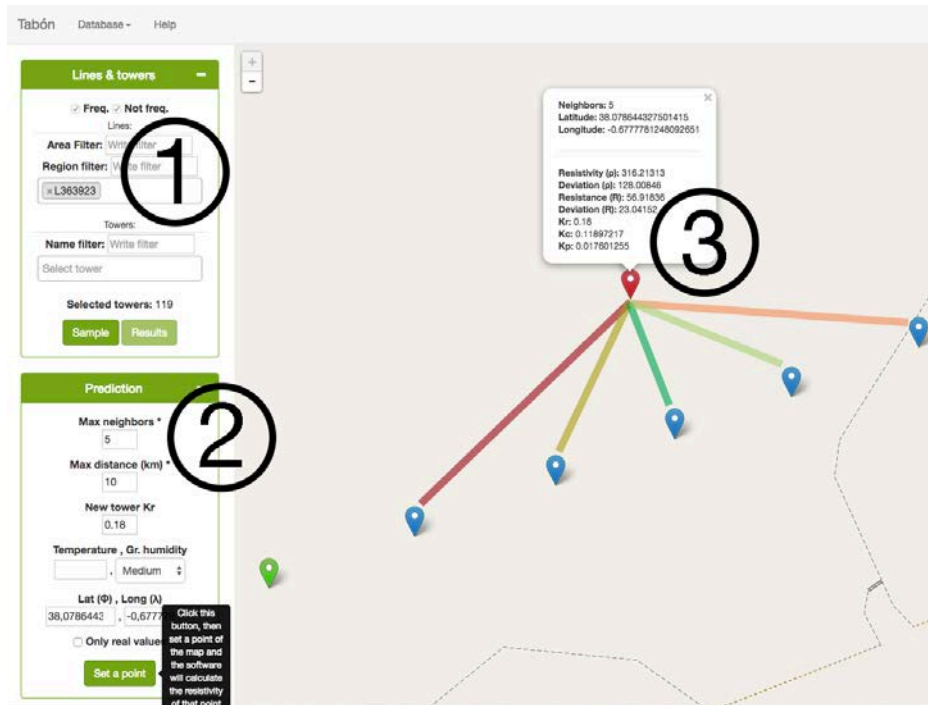 Tabón Database Help
Lines & towers
Freq. Not freq.
Lines:
Area Filter: Write filter
Region filter: Write filter
×L363923
Towers:
Name filter: Write filter
Select tower
Selected towers: 119
Sample Results
1
Prediction
Max neighbors *
5
Max distance (km) *
10
New tower Kr
0.18
Temperature , Gr. humidity
, Medium
Lat (Φ) , Long (λ)
38,0786443 , -0,6777
Only real values
Set a point
Click this
button, then
set a point of
the map and
the software
will calculate
the resistivity
of that point
2
+
−
×
Neighbors: 5
Latitude: 38.078644327501415
Longitude: -0.6777781248092651
Resistivity (ρ): 316.21313
Deviation (ρ): 128.00846
Resistance (R): 56.91836
Deviation (R): 23.04152
Kr: 0.18
Kc: 0.11897217
Kp: 0.017601255
3